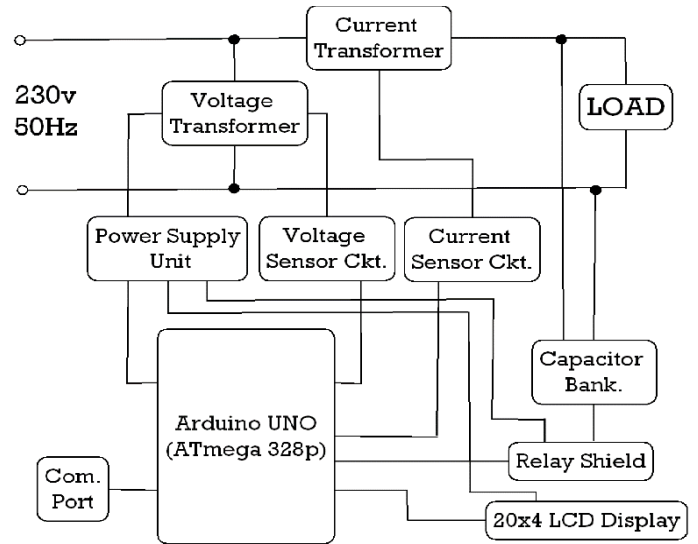 Current
Transformer
230v
50Hz
Voltage
Transformer
LOAD
Power Supply
Unit
Voltage
Sensor Ckt.
Current
Sensor Ckt.
Capacitor
Bank.
Arduino UNO
(ATmega 328p)
Relay Shield
Com.
Port
20x4 LCD Display